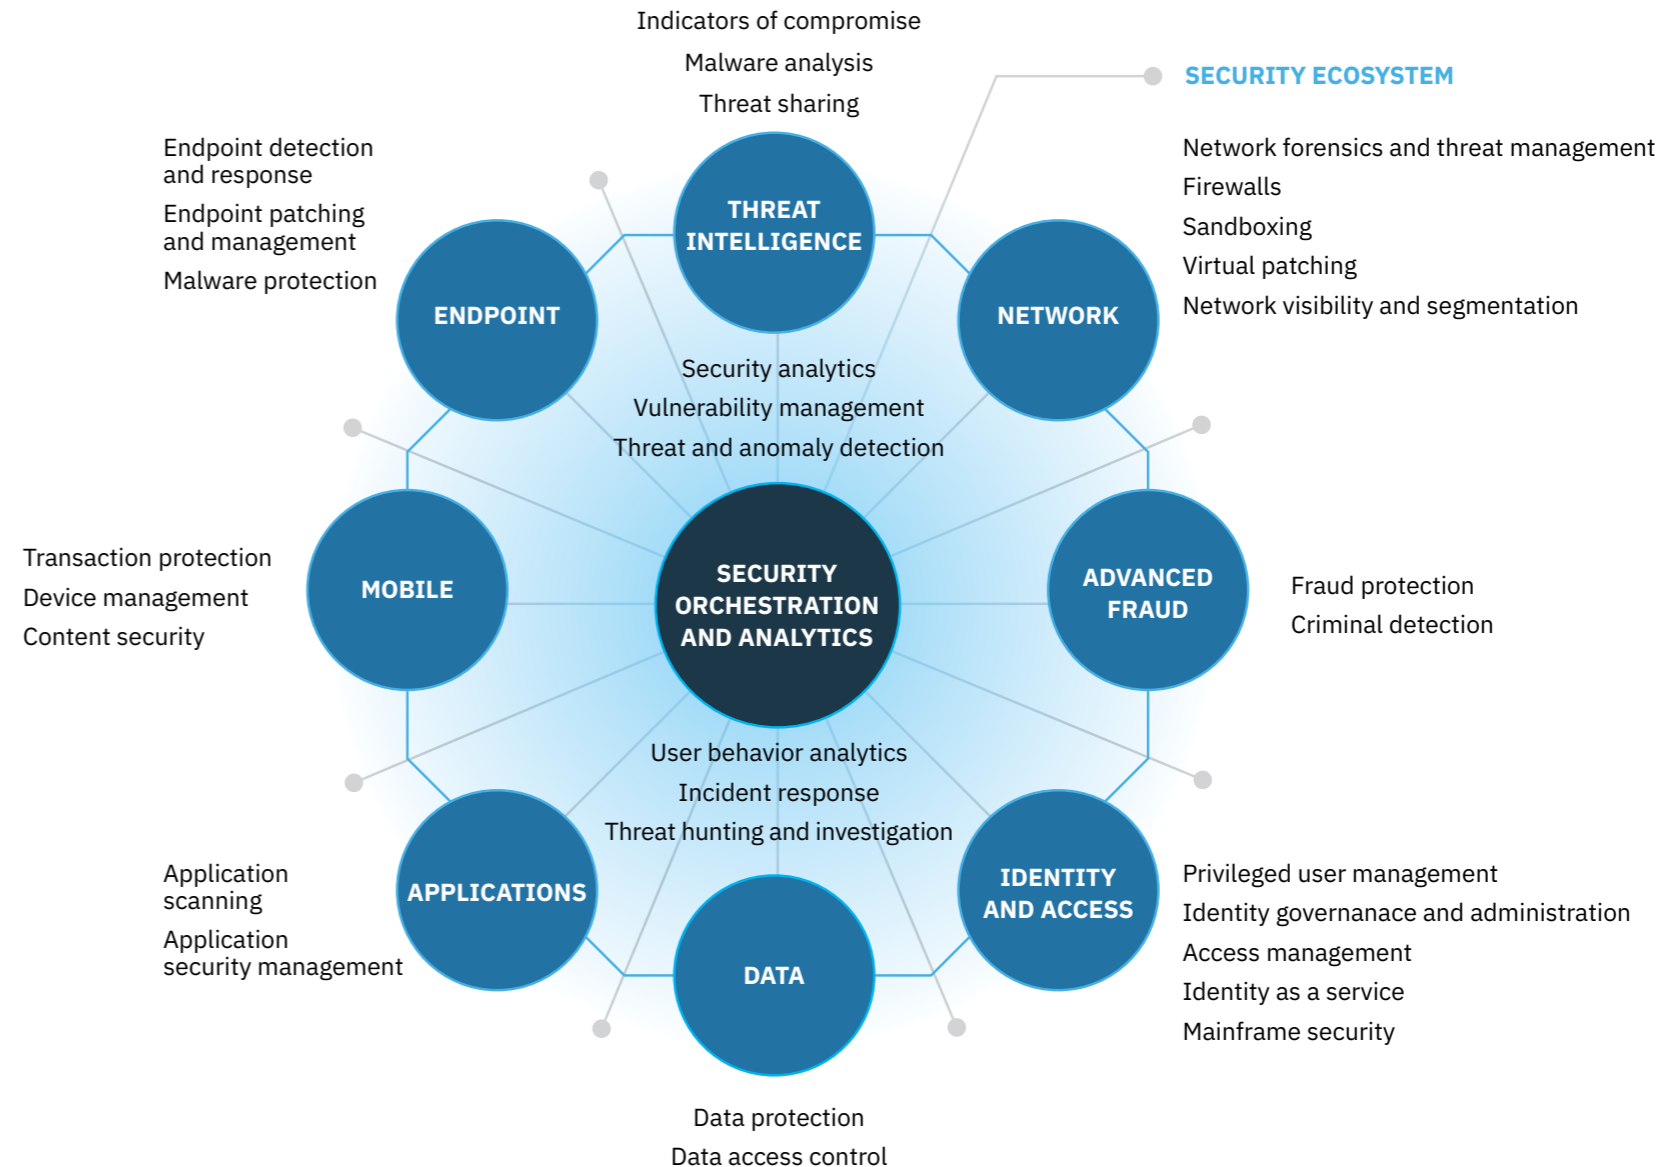 Indicators of compromise
Malware analysis
Threat sharing
SECURITY ECOSYSTEM
Endpoint detection
and response
Endpoint patching
and management
Malware protection
THREAT
INTELLIGENCE
Network forensics and threat management
Firewalls
Sandboxing
Virtual patching
Network visibility and segmentation
ENDPOINT
NETWORK
Security analytics
Vulnerability management
Threat and anomaly detection
Transaction protection
Device management
Content security
MOBILE
SECURITY
ORCHESTRATION
AND ANALYTICS
ADVANCED
FRAUD
Fraud protection
Criminal detection
User behavior analytics
Incident response
Threat hunting and investigation
Application
scanning
Application
security management
APPLICATIONS
DATA
IDENTITY
AND ACCESS
Privileged user management
Identity governanace and administration
Access management
Identity as a service
Mainframe security
Data protection
Data access control